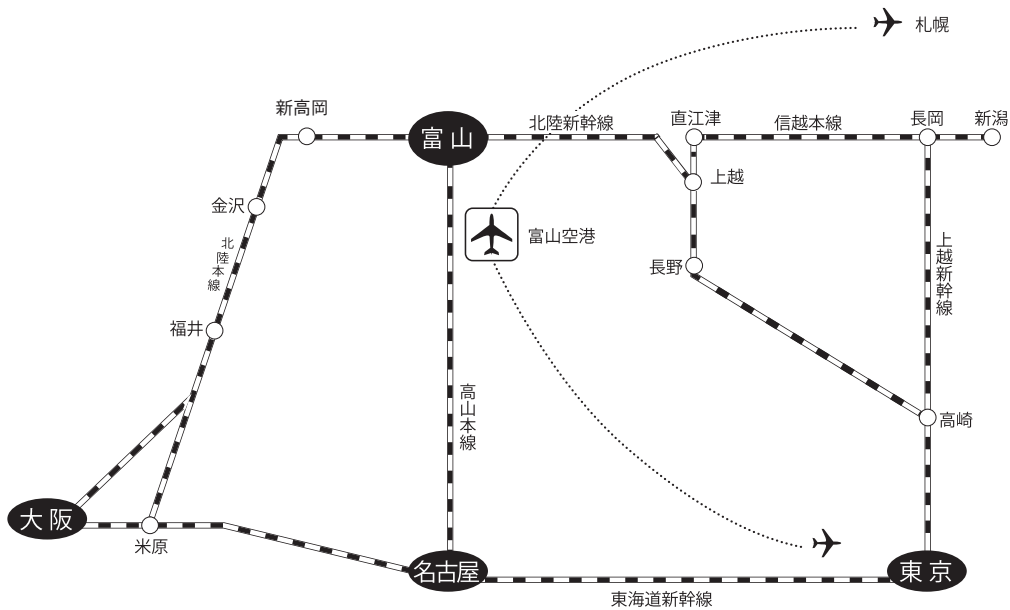 札幌
新高岡
富山
北陸新幹線
直江津
信越本線
長岡
新潟
上越
金沢
富山空港
北陸本線
長野
上越新幹線
福井
高山本線
高崎
大阪
米原
名古屋
東京
東海道新幹線